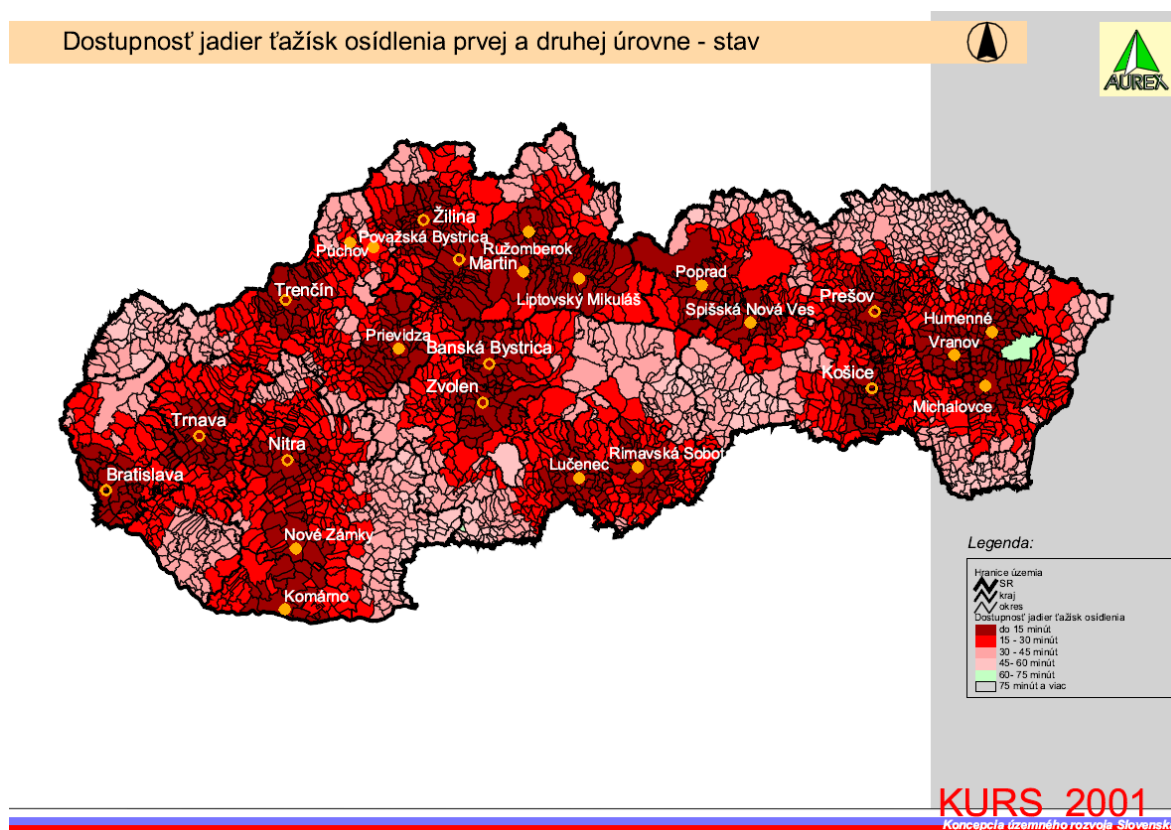 Dostupnosť jadier ťažísk osídlenia prvej a druhej úrovne - stav
AUREX
Žilina
Považská Bystrica
Púchov
Ružomberok
Martin
Liptovský Mikuláš
Poprad
Spišská Nová Ves
Prešov
Humenné
Vranov
Trenčín
Prievidza
Banská Bystrica
Zvolen
Košice
Michalovce
Trnava
Nitra
Lučenec
Rimavská Sobot
Bratislava
Nové Zámky
Komárno
Legenda:
Hranice územia
SR
kraj
okres
Dostupnosť jadier ťažísk osídlenia
do 15 minút
15 - 30 minút
30 - 45 minút
45- 60 minút
60- 75 minút
75 minút a viac
KURS 2001
Koncepcia územného rozvoja Slovensk